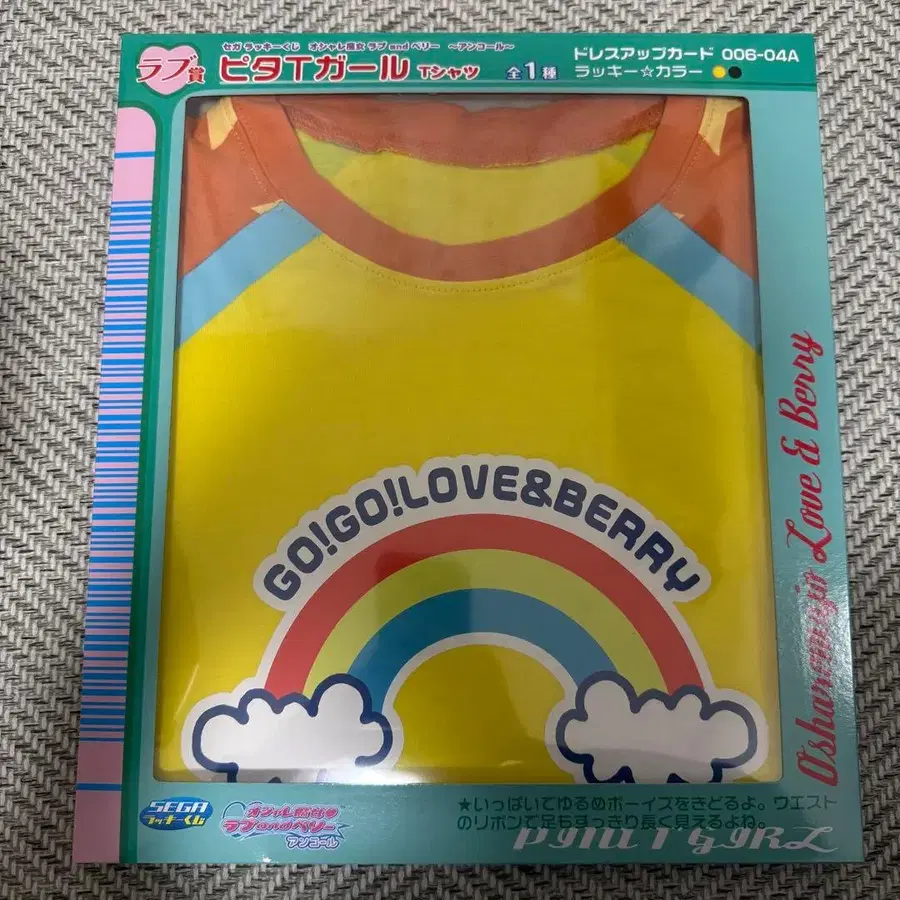 セガ ラッキーくじ オシャレ魔女 ラブ and ベリー ～アンコール～
ラブ賞
ピタTガール Tシャツ 全1種
ドレスアップカード 006-04A
ラッキー☆カラー
GO!GO!LOVE&BERRY
Osharemajo Love & Berry
SEGA
ラッキーくじ
オシャレ魔女
ラブandベリー
アンコール
★いっぱいてゆるめボーイズをきどるよ。ウエスト
のリボンで足もすっきり長く見えるよね。
GIRL